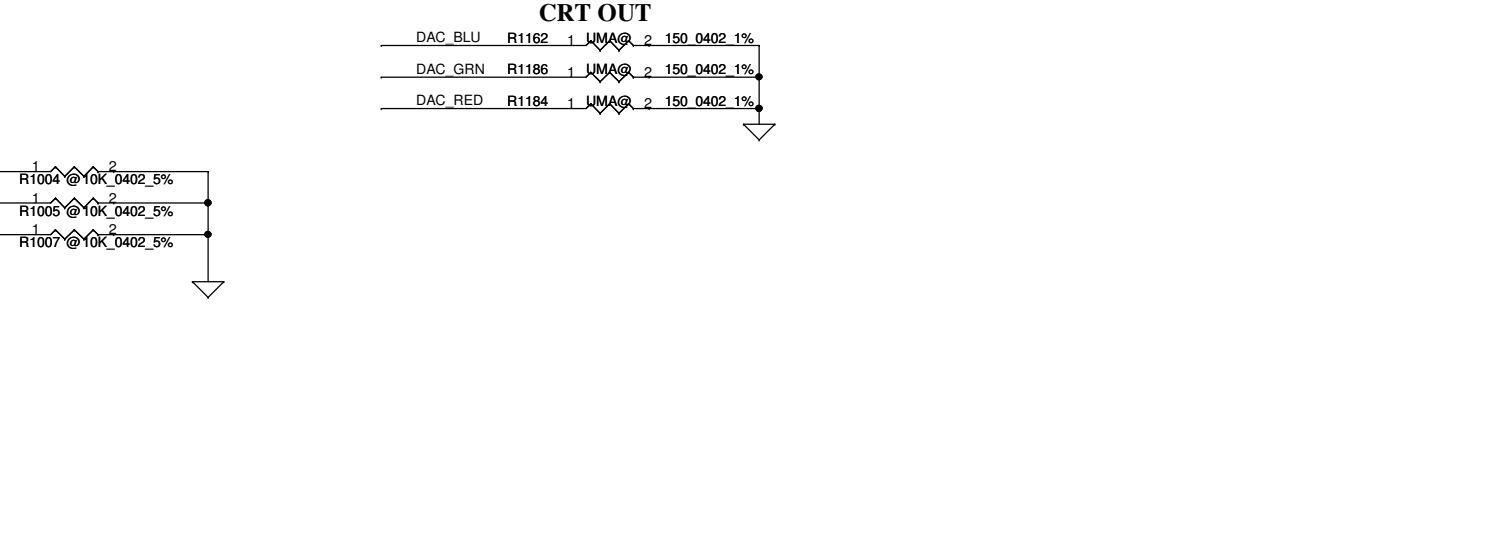 CRT OUT
DAC_BLU R1162 1 UMA@ 2 150_0402_1%
DAC_GRN R1186 1 UMA@ 2 150_0402_1%
DAC_RED R1184 1 UMA@ 2 150_0402_1%
1 2
R1004 @ 10K_0402_5%
1 2
R1005 @ 10K_0402_5%
1 2
R1007 @ 10K_0402_5%